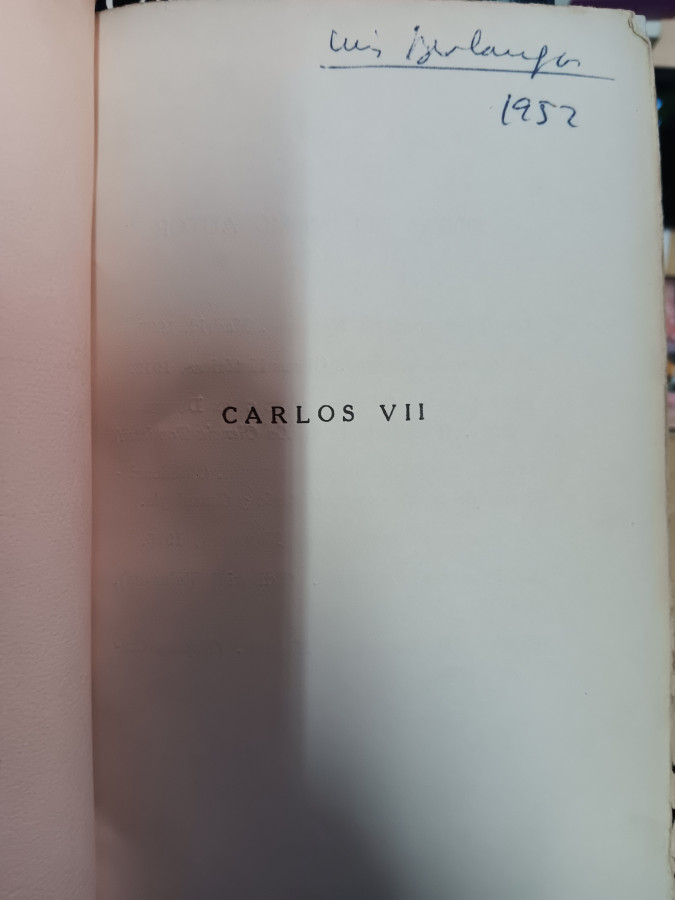 Luis Berlanga
1952
CARLOS VII